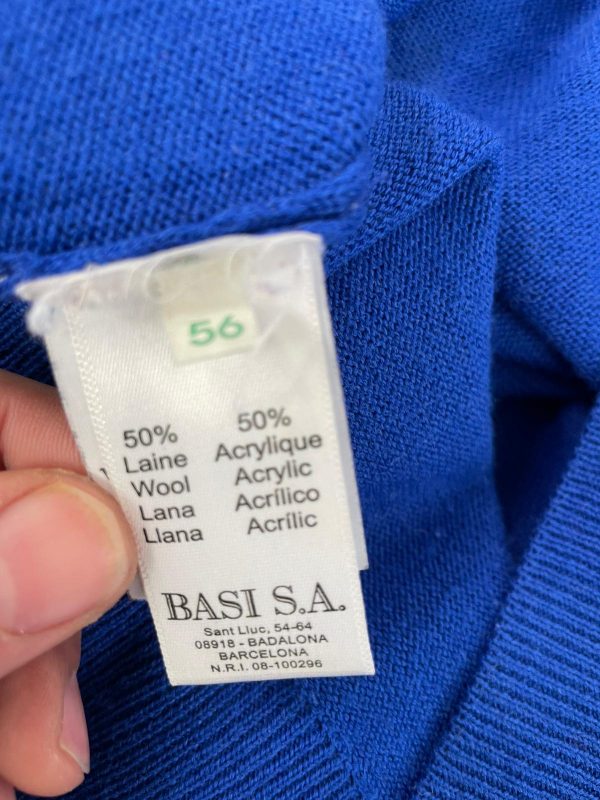 56
50% 50%
Laine Acrylique
Wool Acrylic
Lana Acrílico
Llana Acrílic
BASI S.A.
Sant Lluc, 54-64
08918 - BADALONA
BARCELONA
N.R.I. 08-100296